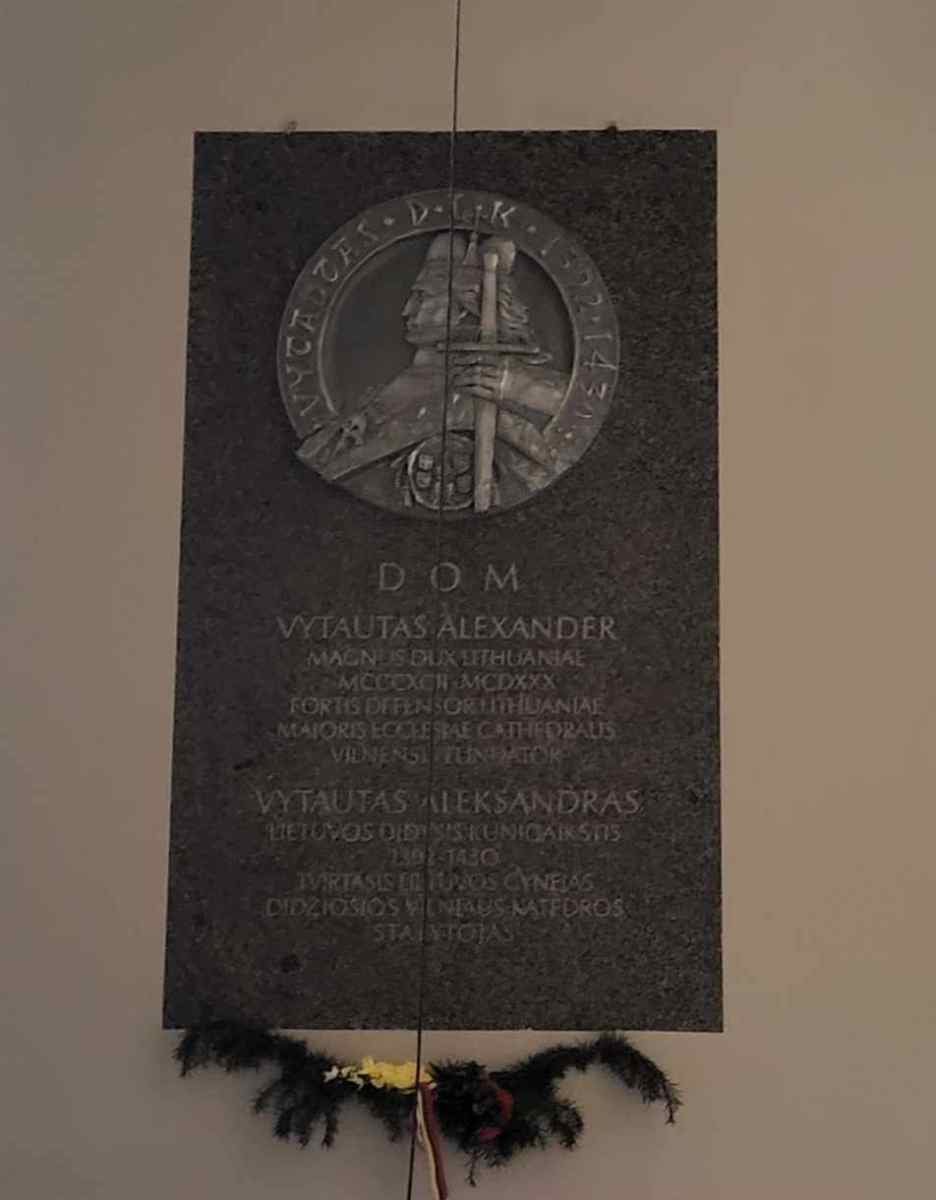 VYTAUTAS · D·L·K · 1392·1430
D O M
VYTAUTAS ALEXANDER
MAGNUS DUX LITHUANIAE
MCCCXCII-MCDXXX
FORTIS DEFENSOR LITHUANIAE
MAIORIS ECCLESIAE CATHEDRALIS
VILNENSIS FUNDATOR
VYTAUTAS ALEKSANDRAS
LIETUVOS DIDYSIS KUNIGAIKŠTIS
1392-1430
TVIRTASIS LIETUVOS GYNĖJAS
DIDŽIOSIOS VILNIAUS KATEDROS
STATYTOJAS